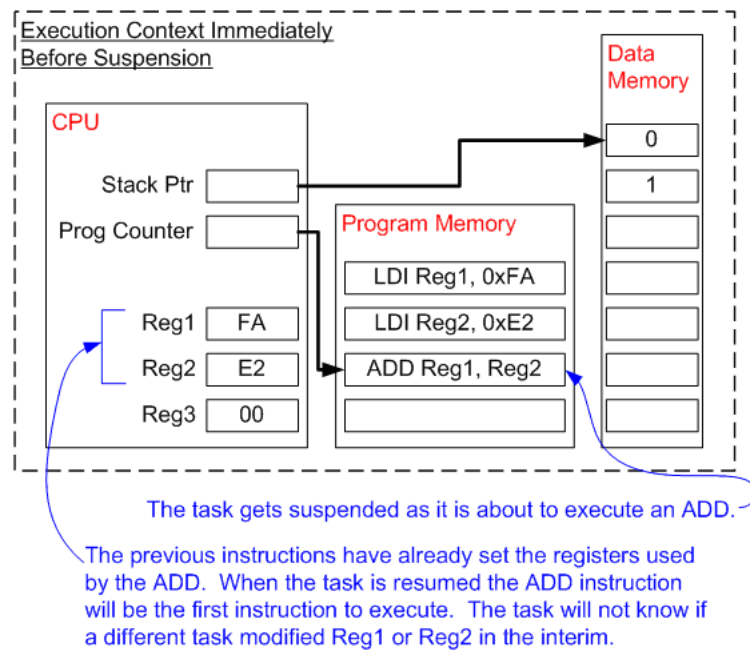 Execution Context Immediately
Before Suspension
Data
Memory
CPU
0
Stack Ptr
1
Prog Counter
Program Memory
LDI Reg1, 0xFA
Reg1 FA
LDI Reg2, 0xE2
Reg2 E2
ADD Reg1, Reg2
Reg3 00
The task gets suspended as it is about to execute an ADD.
The previous instructions have already set the registers used
by the ADD. When the task is resumed the ADD instruction
will be the first instruction to execute. The task will not know if
a different task modified Reg1 or Reg2 in the interim.